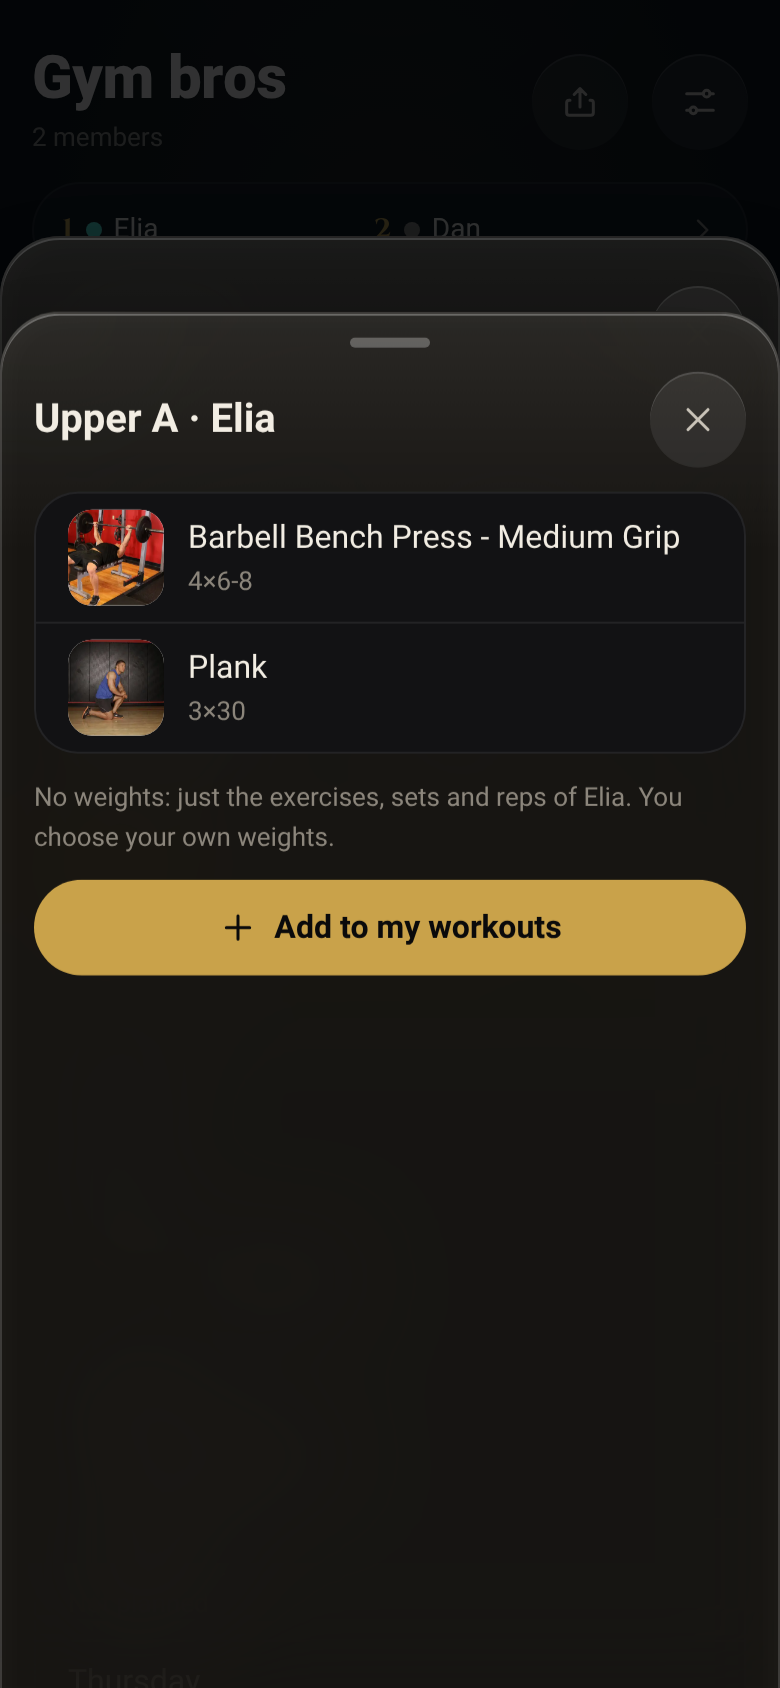 Gym bros
2 members
1 Elia 2 Dan
Upper A · Elia
Barbell Bench Press - Medium Grip
4×6-8
Plank
3×30
No weights: just the exercises, sets and reps of Elia. You
choose your own weights.
Add to my workouts
Thursday